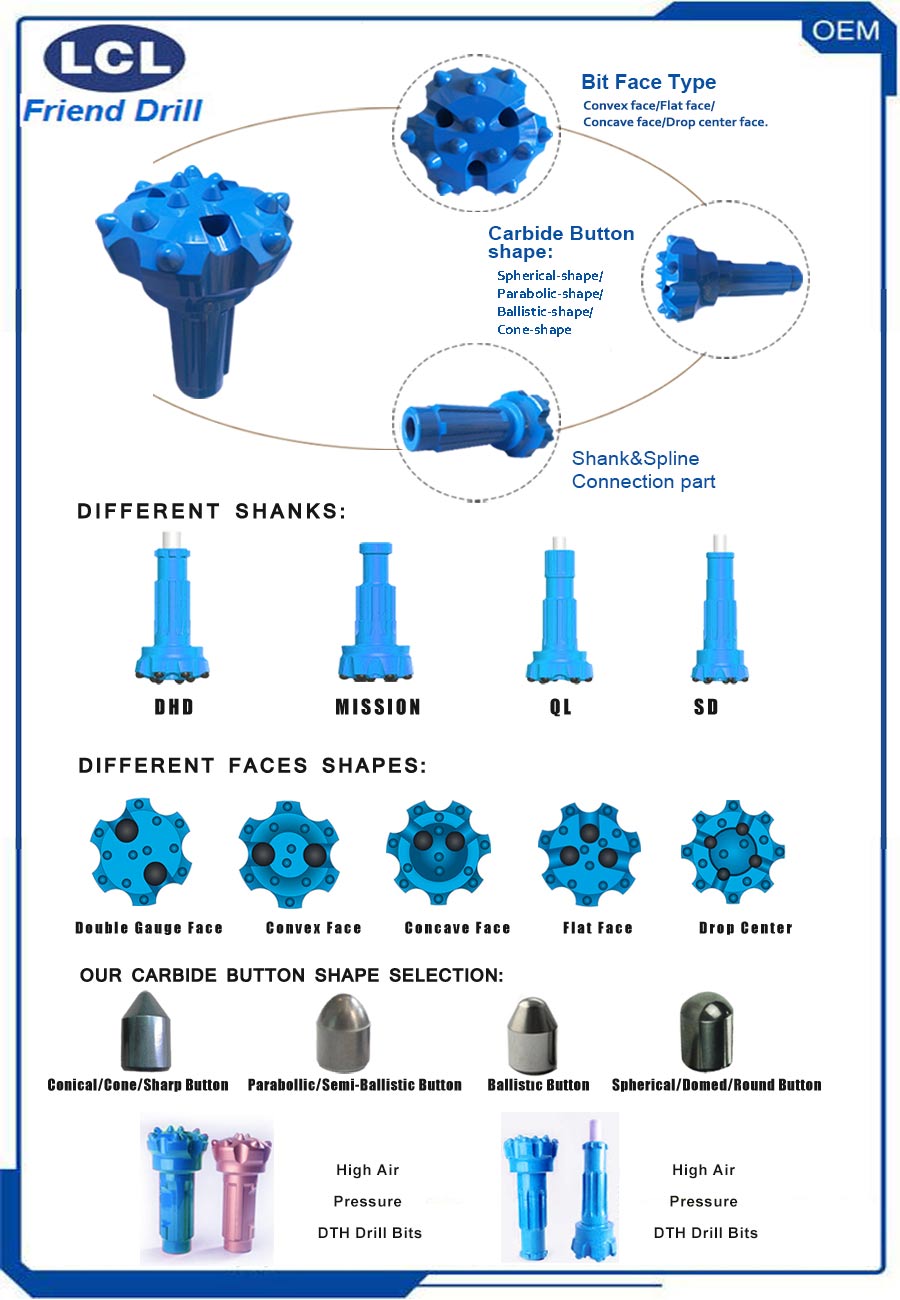 LCL
Friend Drill
OEM
Bit Face Type
Convex face/Flat face/
Concave face/Drop center face.
Carbide Button
shape:
Spherical-shape/
Parabolic-shape/
Ballistic-shape/
Cone-shape
Shank&Spline
Connection part
DIFFERENT SHANKS:
DHD
MISSION
QL
SD
DIFFERENT FACES SHAPES:
Double Gauge Face
Convex Face
Concave Face
Flat Face
Drop Center
OUR CARBIDE BUTTON SHAPE SELECTION:
Conical/Cone/Sharp Button
Parabollic/Semi-Ballistic Button
Ballistic Button
Spherical/Domed/Round Button
High Air
Pressure
DTH Drill Bits
High Air
Pressure
DTH Drill Bits